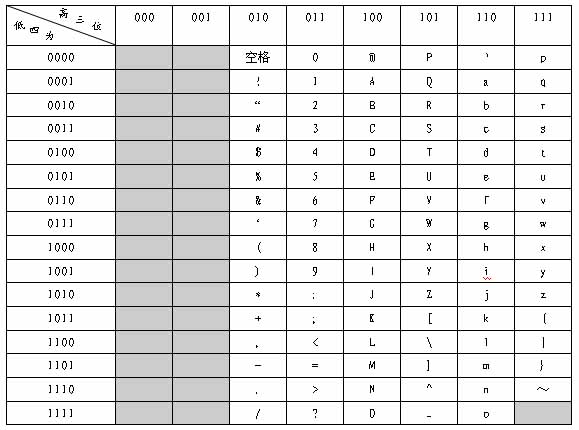 高三位
低四为
000 001 010 011 100 101 110 111
0000 空格 0 @ P ` p
0001 ! 1 A Q a q
0010 “ 2 B R b r
0011 # 3 C S c s
0100 $ 4 D T d t
0101 % 5 E U e u
0110 & 6 F V f v
0111 ‘ 7 G W g w
1000 ( 8 H X h x
1001 ) 9 I Y i y
1010 * : J Z j z
1011 + ; K [ k {
1100 , < L \ l |
1101 - = M ] m }
1110 . > N ^ n ～
1111 / ? O _ o